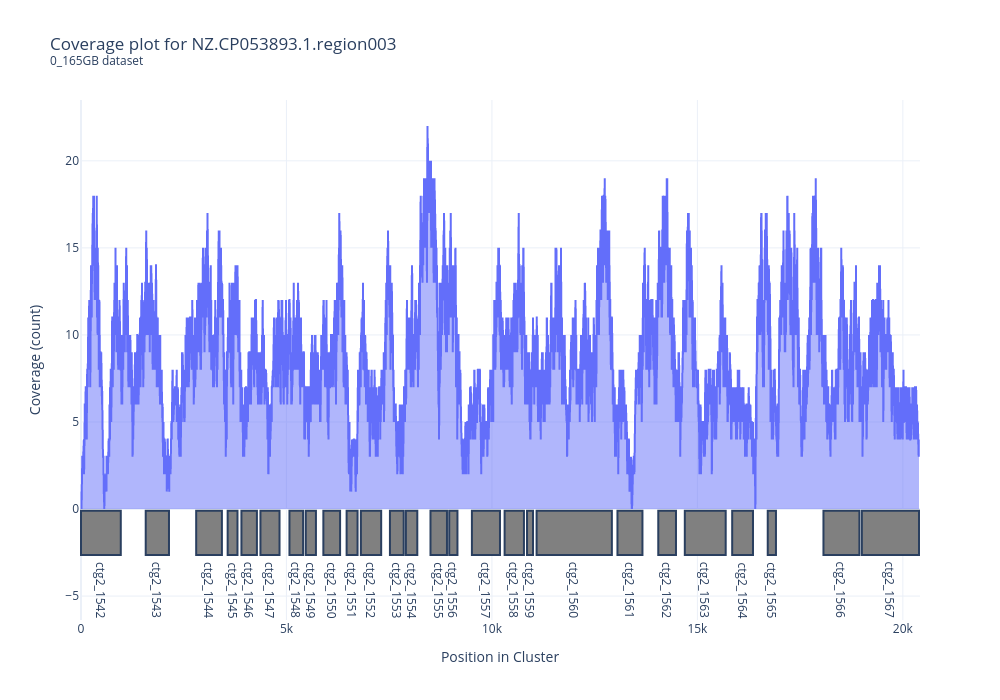 Coverage plot for NZ.CP053893.1.region003
0_165GB dataset
Coverage (count)
20
15
10
5
0
−5
ctg2_1542
ctg2_1543
ctg2_1544
ctg2_1545
ctg2_1546
ctg2_1547
ctg2_1548
ctg2_1549
ctg2_1550
ctg2_1551
ctg2_1552
ctg2_1553
ctg2_1554
ctg2_1555
ctg2_1556
ctg2_1557
ctg2_1558
ctg2_1559
ctg2_1560
ctg2_1561
ctg2_1562
ctg2_1563
ctg2_1564
ctg2_1565
ctg2_1566
ctg2_1567
0
5k
10k
15k
20k
Position in Cluster